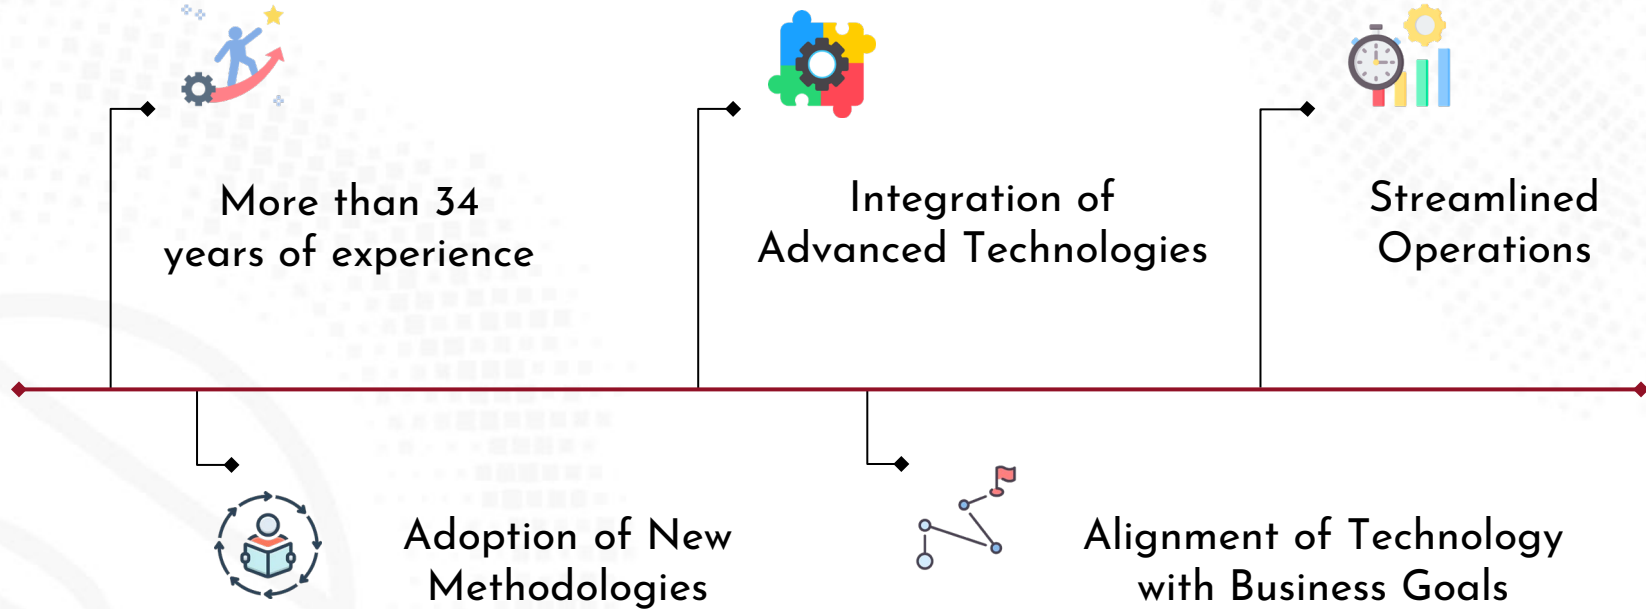 More than 34
years of experience
Integration of
Advanced Technologies
Streamlined
Operations
Adoption of New
Methodologies
Alignment of Technology
with Business Goals